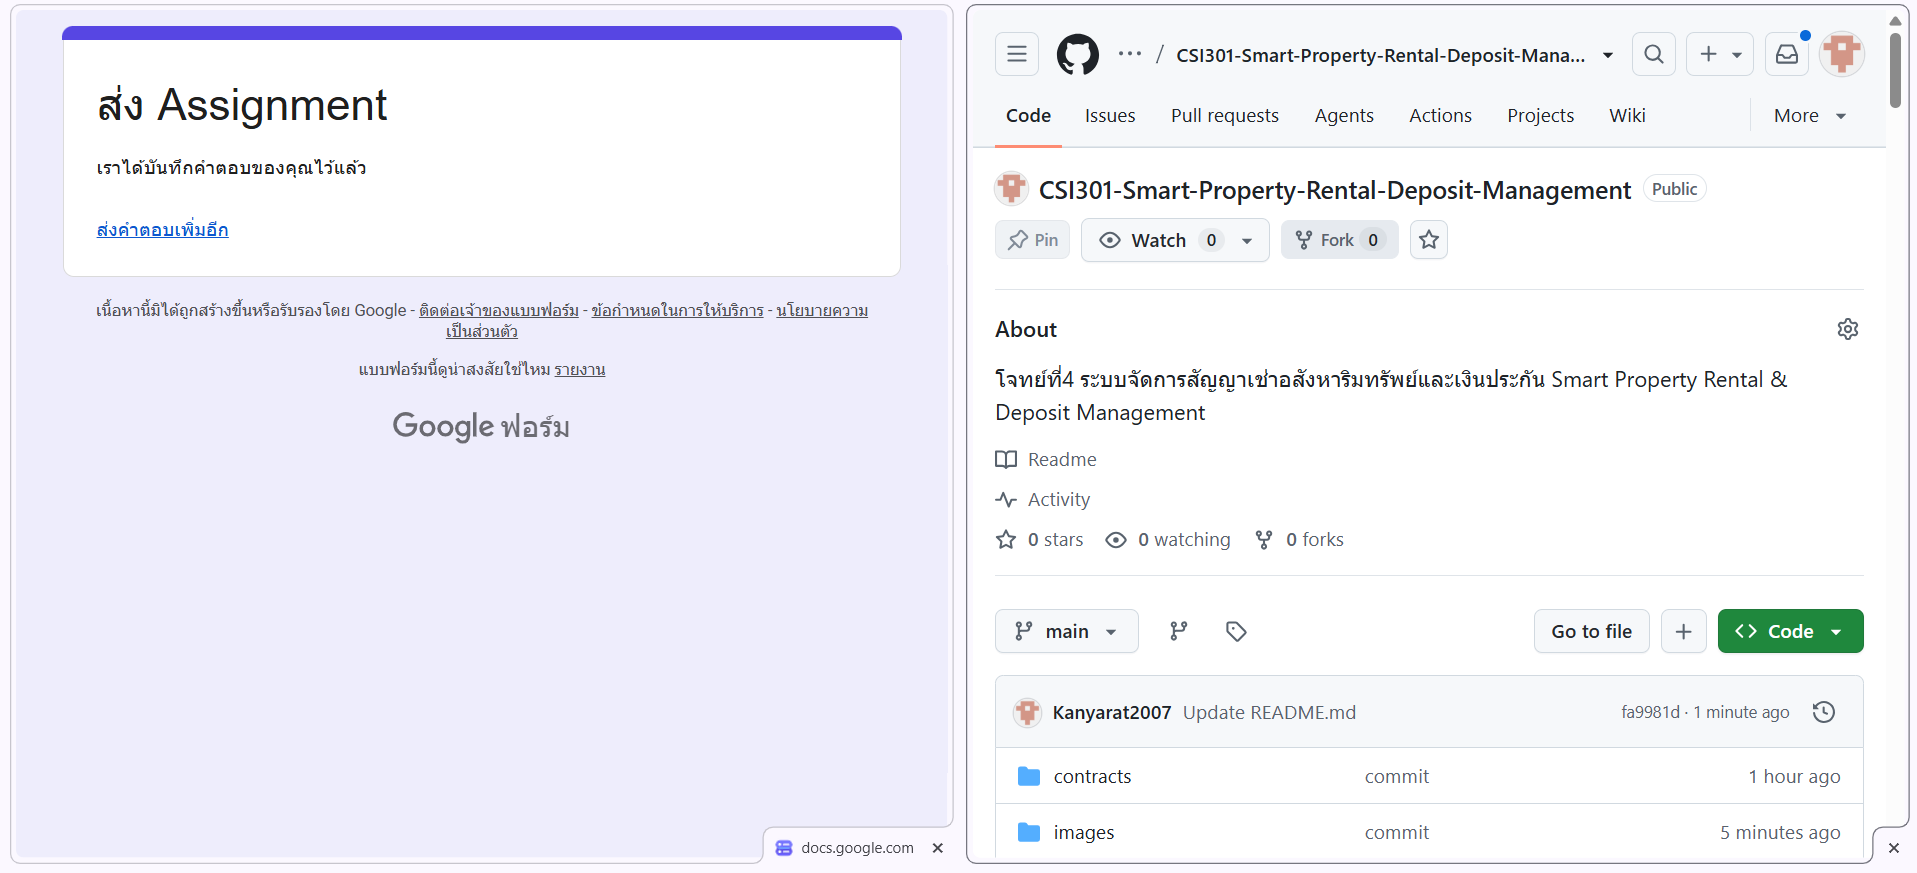 ส่ง Assignment
เราได้บันทึกคำตอบของคุณไว้แล้ว
ส่งคำตอบเพิ่มอีก
เนื้อหานี้มิได้ถูกสร้างขึ้นหรือรับรองโดย Google - ติดต่อเจ้าของแบบฟอร์ม - ข้อกำหนดในการให้บริการ - นโยบายความ
เป็นส่วนตัว
แบบฟอร์มนี้ดูน่าสงสัยใช่ไหม รายงาน
Google ฟอร์ม
docs.google.com
CSI301-Smart-Property-Rental-Deposit-Mana...
Code Issues Pull requests Agents Actions Projects Wiki More
CSI301-Smart-Property-Rental-Deposit-Management Public
Pin Watch 0 Fork 0
About
โจทย์ที่4 ระบบจัดการสัญญาเช่าอสังหาริมทรัพย์และเงินประกัน Smart Property Rental &
Deposit Management
Readme
Activity
0 stars 0 watching 0 forks
main Go to file Code
Kanyarat2007 Update README.md fa9981d · 1 minute ago
contracts commit 1 hour ago
images commit 5 minutes ago